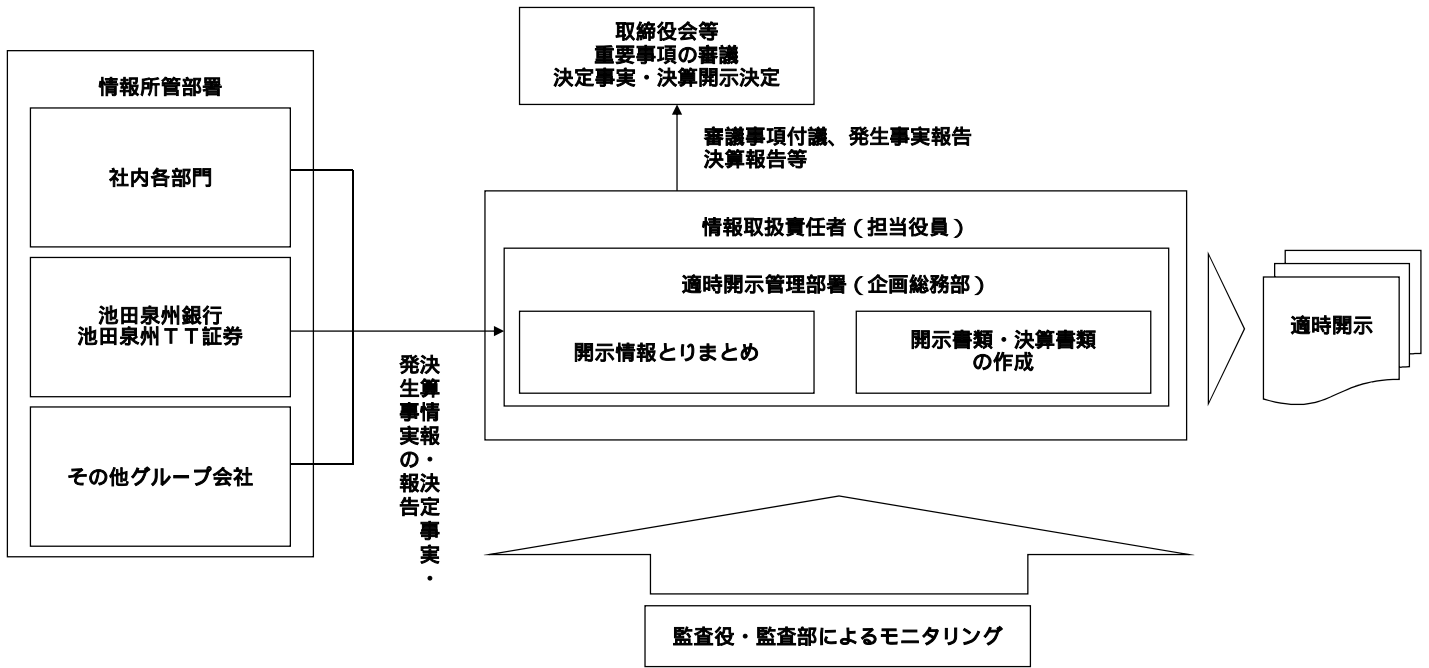 取締役会等
重要事項の審議
決定事実・決算開示決定
情報所管部署
社内各部門
池田泉州銀行
池田泉州ＴＴ証券
その他グループ会社
審議事項付議、発生事実報告
決算報告等
決算情報・決定事実・
発生事実の報告
情報取扱責任者（担当役員）
適時開示管理部署（企画総務部）
開示情報とりまとめ
開示書類・決算書類
の作成
適時開示
監査役・監査部によるモニタリング